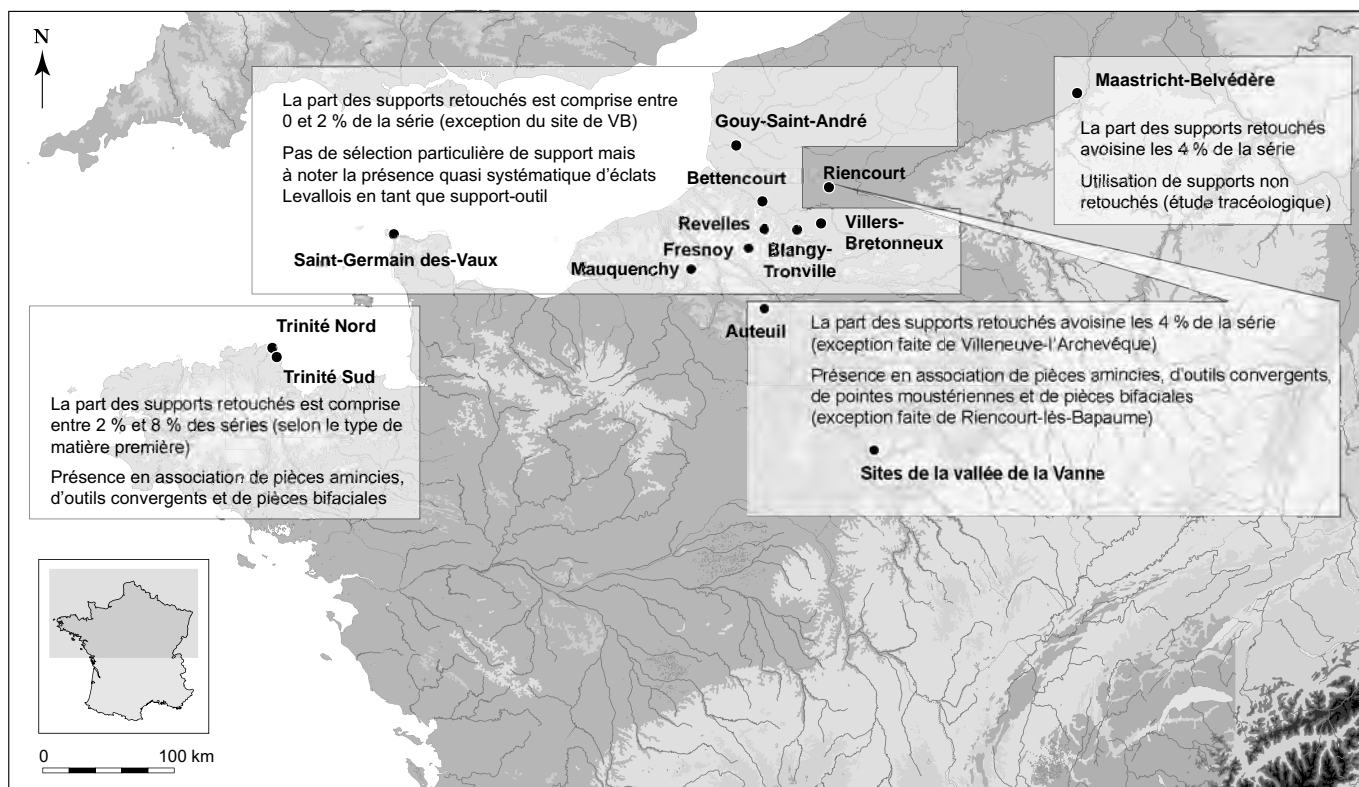 N
La part des supports retouchés est comprise entre
0 et 2 % de la série (exception du site de VB)
Pas de sélection particulière de support mais
à noter la présence quasi systématique d'éclats
Levallois en tant que support-outil
Gouy-Saint-André
Bettencourt
Riencourt
Revelles
Villers-
Bretonneux
Fresnoy
Blangy-
Tronville
Mauquenchy
Saint-Germain des-Vaux
Maastricht-Belvédère
La part des supports retouchés
avoisine les 4 % de la série
Utilisation de supports non
retouchés (étude tracéologique)
Trinité Nord
Trinité Sud
La part des supports retouchés est comprise
entre 2 % et 8 % des séries (selon le type de
matière première)
Présence en association de pièces amincies,
d'outils convergents et de pièces bifaciales
Auteuil
La part des supports retouchés avoisine les 4 % de la série
(exception faite de Villeneuve-l'Archevêque)
Présence en association de pièces amincies, d'outils convergents,
de pointes moustériennes et de pièces bifaciales
(exception faite de Riencourt-lès-Bapaume)
Sites de la vallée de la Vanne
0 100 km